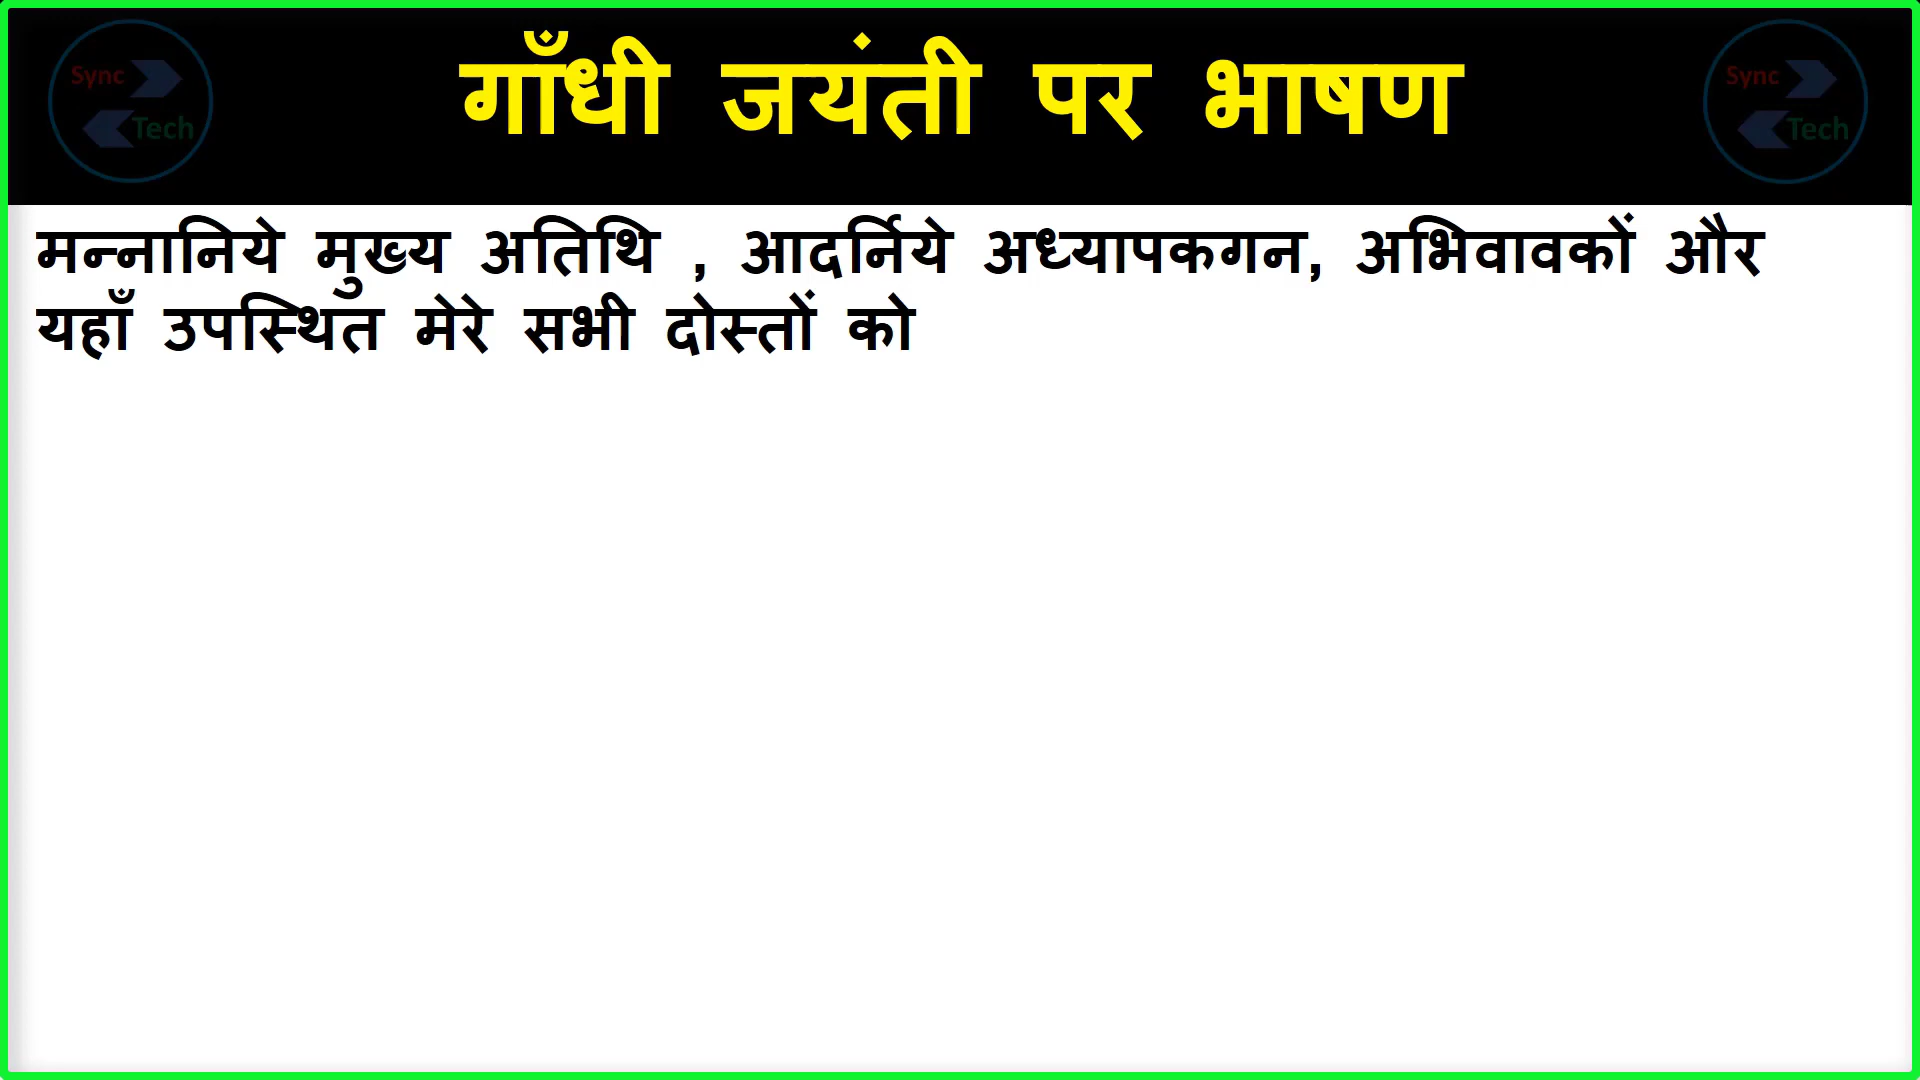 गाँधी जयंती पर भाषण
Sync
Tech
Sync
Tech
मन्नानिये मुख्य अतिथि , आदर्निये अध्यापकगन, अभिवावकों और
यहाँ उपस्थित मेरे सभी दोस्तों को